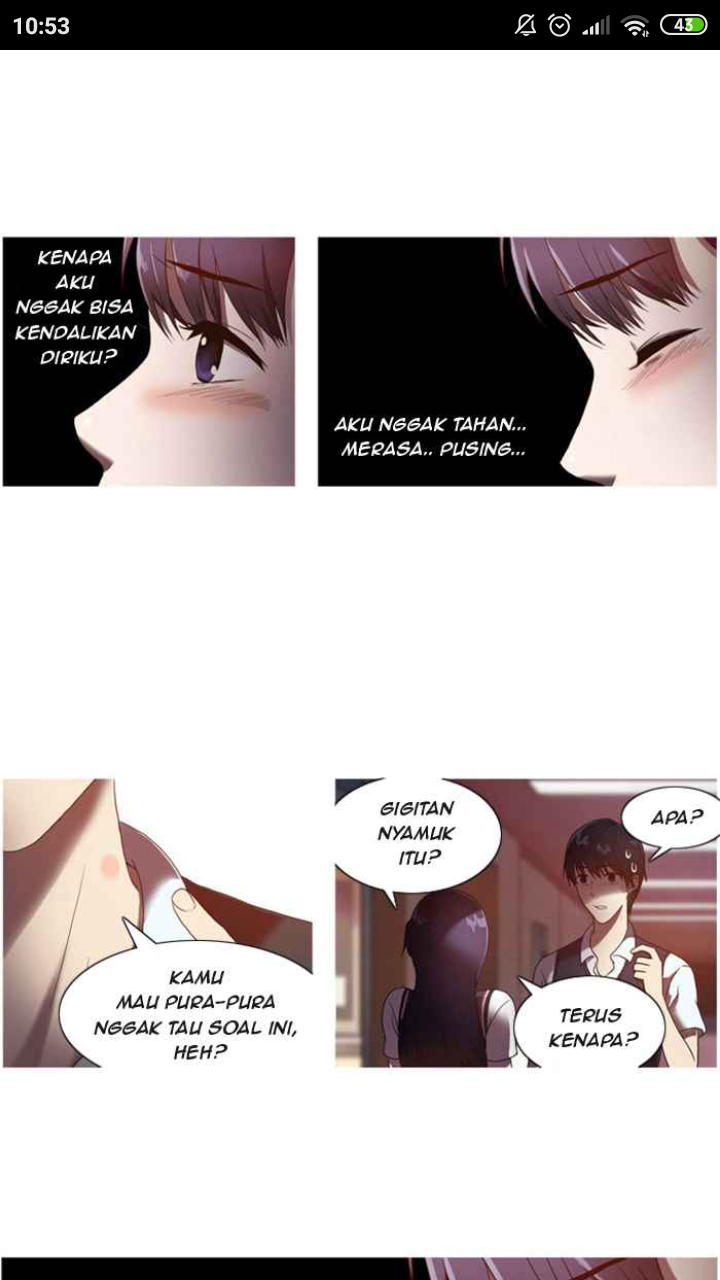 10:53
43
KENAPA
AKU
NGGAK BISA
KENDALIKAN
DIRIKU?
AKU NGGAK TAHAN...
MERASA.. PUSING...
KAMU
MAU PURA-PURA
NGGAK TAU SOAL INI,
HEH?
GIGITAN
NYAMUK
ITU?
APA?
TERUS
KENAPA?